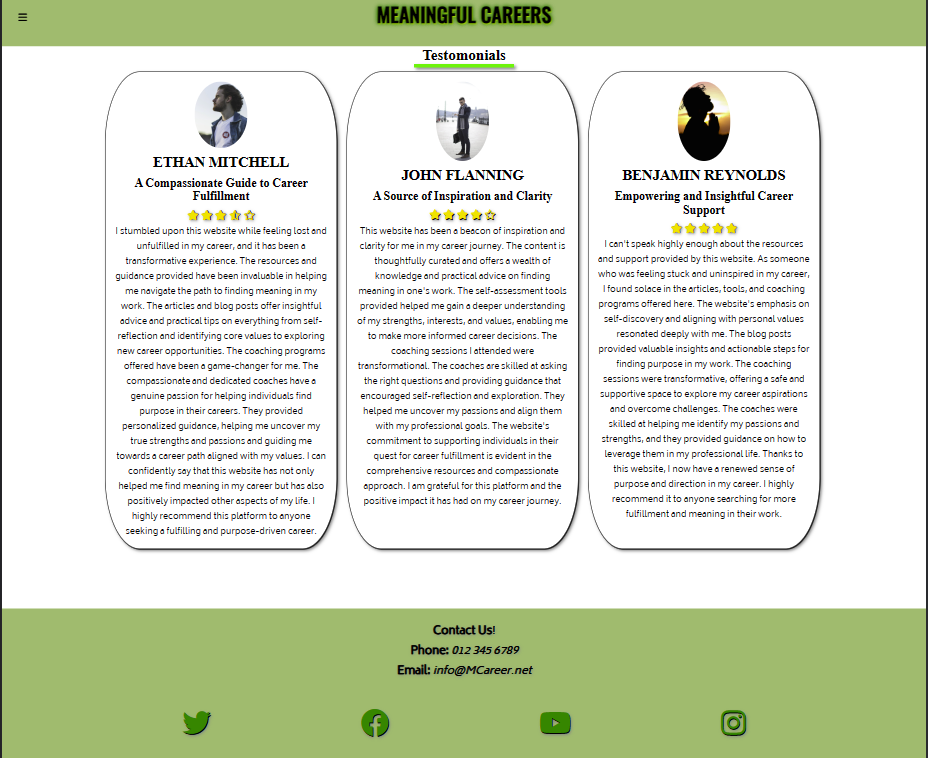 MEANINGFUL CAREERS
Testomonials
ETHAN MITCHELL
A Compassionate Guide to Career
Fulfillment
I stumbled upon this website while feeling lost and
unfulfilled in my career, and it has been a
transformative experience. The resources and
guidance provided have been invaluable in helping
me navigate the path to finding meaning in my
work. The articles and blog posts offer insightful
advice and practical tips on everything from self-
reflection and identifying core values to exploring
new career opportunities. The coaching programs
offered have been a game-changer for me. The
compassionate and dedicated coaches have a
genuine passion for helping individuals find
purpose in their careers. They provided
personalized guidance, helping me uncover my
true strengths and passions and guiding me
towards a career path aligned with my values. I can
confidently say that this website has not only
helped me find meaning in my career but has also
positively impacted other aspects of my life. I
highly recommend this platform to anyone
seeking a fulfilling and purpose-driven career.
JOHN FLANNING
A Source of Inspiration and Clarity
This website has been a beacon of inspiration and
clarity for me in my career journey. The content is
thoughtfully curated and offers a wealth of
knowledge and practical advice on finding
meaning in one's work. The self-assessment tools
provided helped me gain a deeper understanding
of my strengths, interests, and values, enabling me
to make more informed career decisions. The
coaching sessions I attended were
transformational. The coaches are skilled at asking
the right questions and providing guidance that
encouraged self-reflection and exploration. They
helped me uncover my passions and align them
with my professional goals. The website's
commitment to supporting individuals in their
quest for career fulfillment is evident in the
comprehensive resources and compassionate
approach. I am grateful for this platform and the
positive impact it has had on my career journey.
BENJAMIN REYNOLDS
Empowering and Insightful Career
Support
I can't speak highly enough about the resources
and support provided by this website. As someone
who was feeling stuck and uninspired in my career,
I found solace in the articles, tools, and coaching
programs offered here. The website's emphasis on
self-discovery and aligning with personal values
resonated deeply with me. The blog posts
provided valuable insights and actionable steps for
finding purpose in my work. The coaching
sessions were transformative, offering a safe and
supportive space to explore my career aspirations
and overcome challenges. The coaches were
skilled at helping me identify my passions and
strengths, and they provided guidance on how to
leverage them in my professional life. Thanks to
this website, I now have a renewed sense of
purpose and direction in my career. I highly
recommend it to anyone searching for more
fulfillment and meaning in their work.
Contact Us!
Phone: 012 345 6789
Email: info@MCareer.net